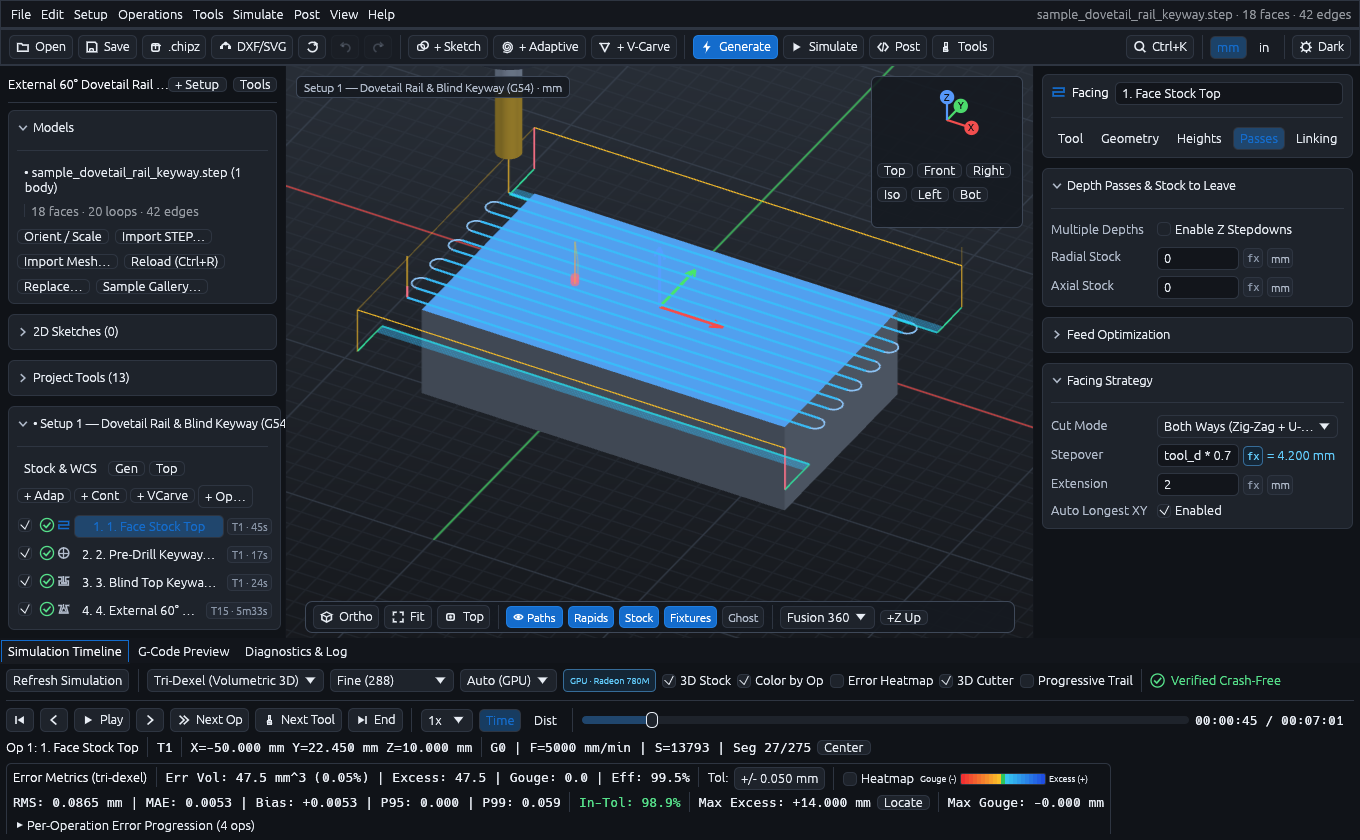 File Edit Setup Operations Tools Simulate Post View Help
sample_dovetail_rail_keyway.step · 18 faces · 42 edges
Open Save .chipz DXF/SVG + Sketch + Adaptive + V-Carve Generate Simulate Post Tools Ctrl+K mm in Dark
External 60° Dovetail Rail ... + Setup Tools
Models
• sample_dovetail_rail_keyway.step (1
body)
18 faces · 20 loops · 42 edges
Orient / Scale Import STEP...
Import Mesh... Reload (Ctrl+R)
Replace... Sample Gallery...
2D Sketches (0)
Project Tools (13)
• Setup 1 — Dovetail Rail & Blind Keyway (G54
Stock & WCS Gen Top
+ Adap + Cont + VCarve + Op...
1. 1. Face Stock Top T1 · 45s
2. 2. Pre-Drill Keyway... T1 · 17s
3. 3. Blind Top Keywa... T1 · 24s
4. 4. External 60° ... T15 · 5m33s
Setup 1 — Dovetail Rail & Blind Keyway (G54) · mm
Z
Y
X
Top Front Right
Iso Left Bot
Ortho Fit Top Paths Rapids Stock Fixtures Ghost Fusion 360 +Z Up
Facing 1. Face Stock Top
Tool Geometry Heights Passes Linking
Depth Passes & Stock to Leave
Multiple Depths Enable Z Stepdowns
Radial Stock 0 fx mm
Axial Stock 0 fx mm
Feed Optimization
Facing Strategy
Cut Mode Both Ways (Zig-Zag + U-...
Stepover tool_d * 0.7 fx = 4.200 mm
Extension 2 fx mm
Auto Longest XY Enabled
Simulation Timeline G-Code Preview Diagnostics & Log
Refresh Simulation Tri-Dexel (Volumetric 3D) Fine (288) Auto (GPU) GPU · Radeon 780M 3D Stock Color by Op Error Heatmap 3D Cutter Progressive Trail Verified Crash-Free
Play Next Op Next Tool End 1x Time Dist 00:00:45 / 00:07:01
Op 1: 1. Face Stock Top T1 X=-50.000 mm Y=22.450 mm Z=10.000 mm G0 | F=5000 mm/min | S=13793 | Seg 27/275 Center
Error Metrics (tri-dexel) Err Vol: 47.5 mm^3 (0.05%) | Excess: 47.5 | Gouge: 0.0 | Eff: 99.5% Tol: +/- 0.050 mm Heatmap Gouge (-) Excess (+)
RMS: 0.0865 mm | MAE: 0.0053 | Bias: +0.0053 | P95: 0.000 | P99: 0.059 In-Tol: 98.9% Max Excess: +14.000 mm Locate Max Gouge: -0.000 mm
Per-Operation Error Progression (4 ops)